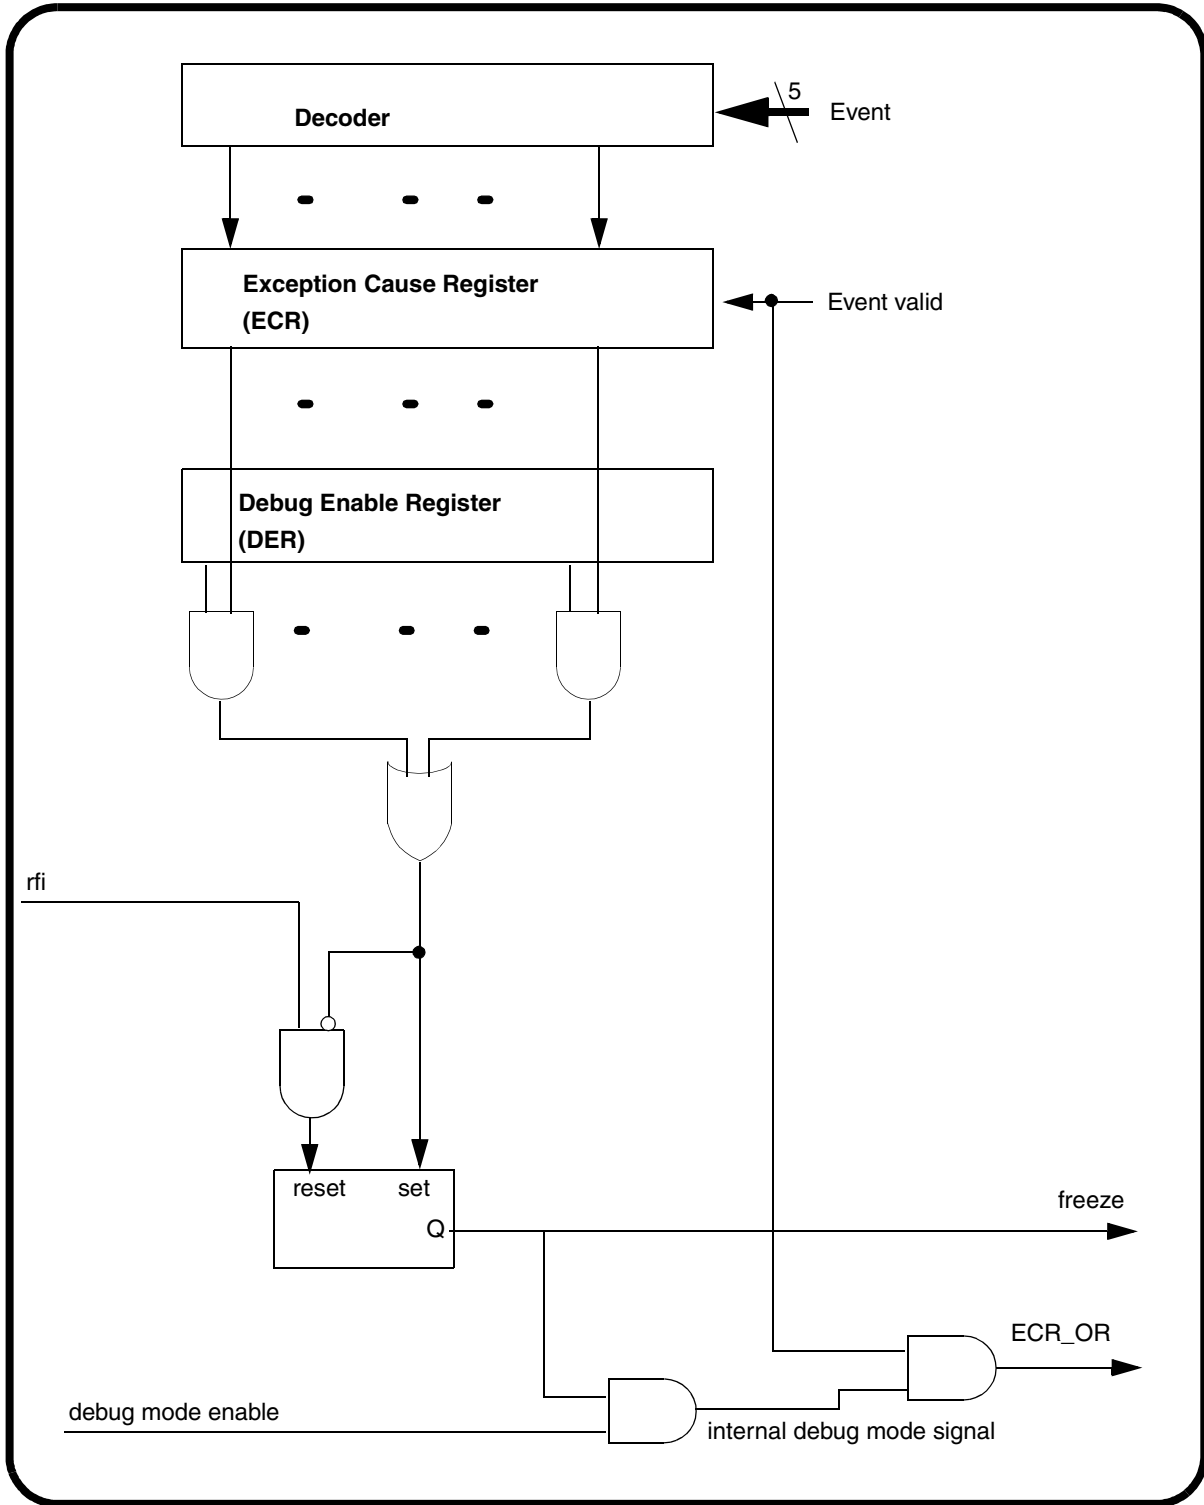 5
Decoder
Event
Exception Cause Register
(ECR)
Event valid
Debug Enable Register
(DER)
rfi
reset
set
Q
freeze
ECR_OR
debug mode enable
internal debug mode signal